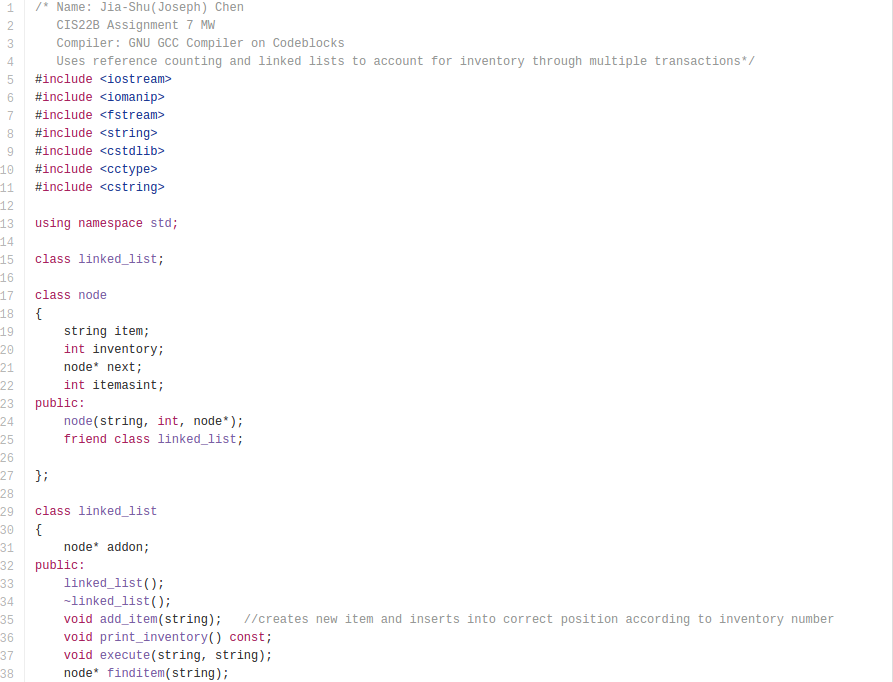 1 /* Name: Jia-Shu(Joseph) Chen
2    CIS22B Assignment 7 MW
3    Compiler: GNU GCC Compiler on Codeblocks
4    Uses reference counting and linked lists to account for inventory through multiple transactions*/
5 #include <iostream>
6 #include <iomanip>
7 #include <fstream>
8 #include <string>
9 #include <cstdlib>
10 #include <cctype>
11 #include <cstring>
12
13 using namespace std;
14
15 class linked_list;
16
17 class node
18 {
19     string item;
20     int inventory;
21     node* next;
22     int itemasint;
23 public:
24     node(string, int, node*);
25     friend class linked_list;
26
27 };
28
29 class linked_list
30 {
31     node* addon;
32 public:
33     linked_list();
34     ~linked_list();
35     void add_item(string);   //creates new item and inserts into correct position according to inventory number
36     void print_inventory() const;
37     void execute(string, string);
38     node* finditem(string);